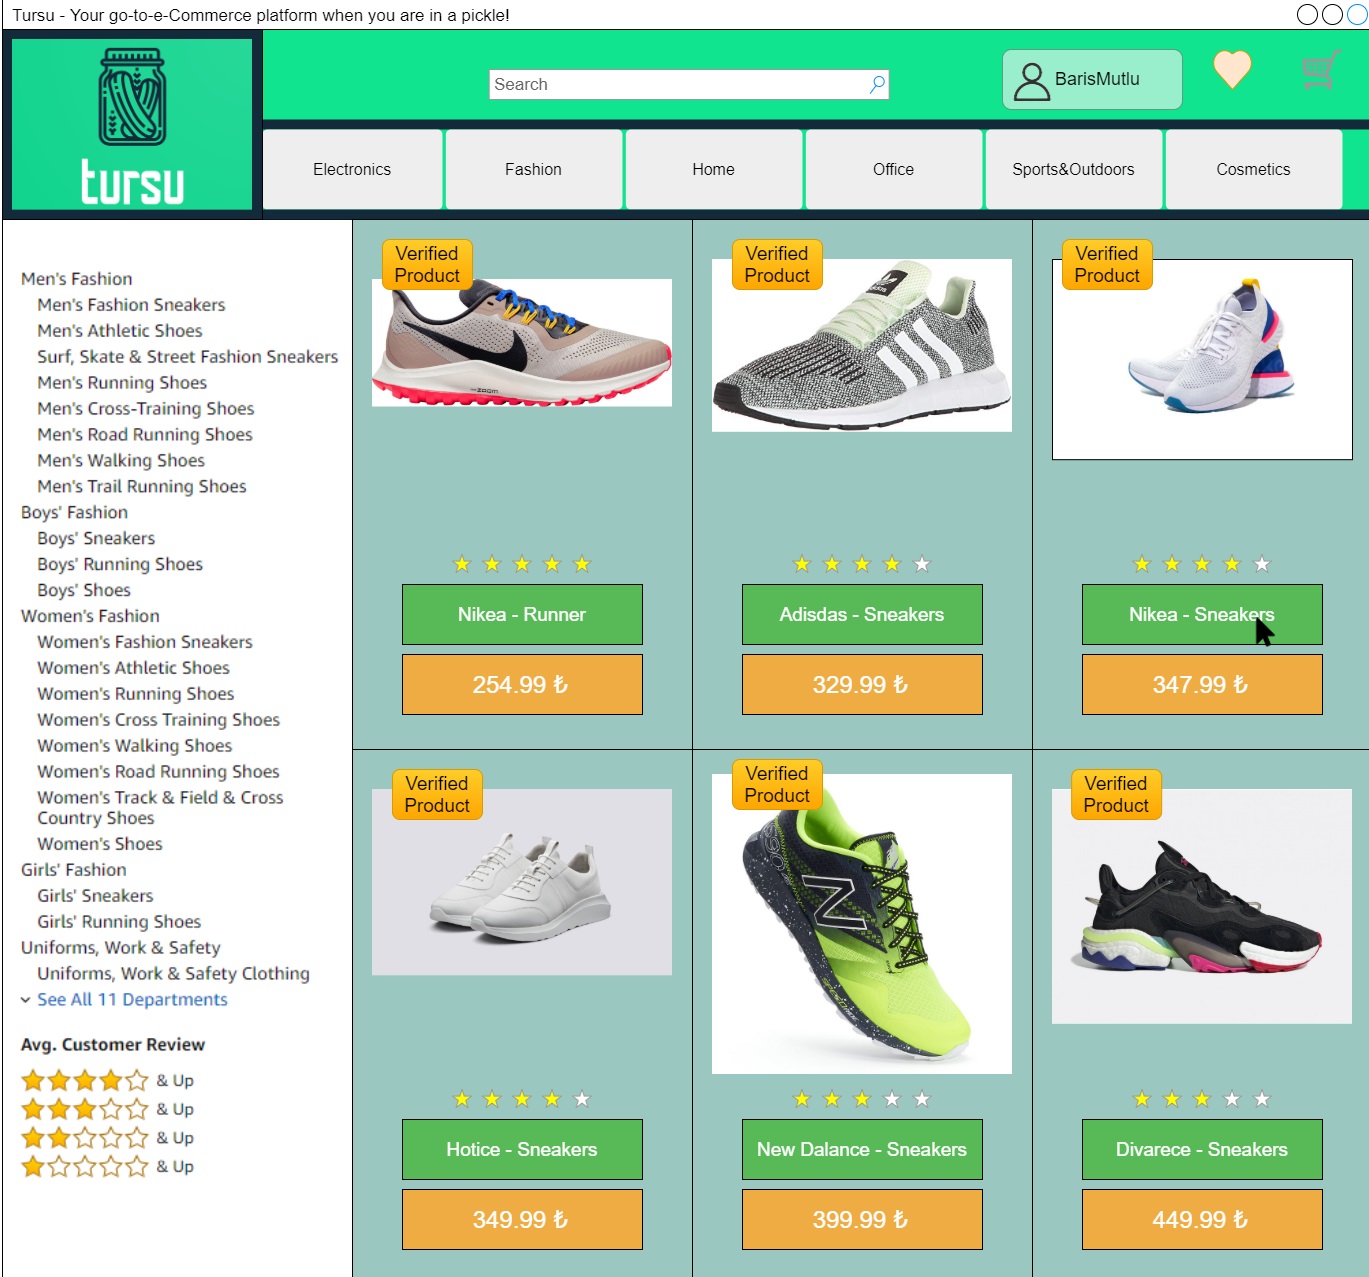 Tursu - Your go-to-e-Commerce platform when you are in a pickle!
tursu
Search
BarisMutlu
Electronics
Fashion
Home
Office
Sports&Outdoors
Cosmetics
Men's Fashion
Men's Fashion Sneakers
Men's Athletic Shoes
Surf, Skate & Street Fashion Sneakers
Men's Running Shoes
Men's Cross-Training Shoes
Men's Road Running Shoes
Men's Walking Shoes
Men's Trail Running Shoes
Boys' Fashion
Boys' Sneakers
Boys' Running Shoes
Boys' Shoes
Women's Fashion
Women's Fashion Sneakers
Women's Athletic Shoes
Women's Running Shoes
Women's Cross Training Shoes
Women's Walking Shoes
Women's Road Running Shoes
Women's Track & Field & Cross
Country Shoes
Women's Shoes
Girls' Fashion
Girls' Sneakers
Girls' Running Shoes
Uniforms, Work & Safety
Uniforms, Work & Safety Clothing
See All 11 Departments
Avg. Customer Review
& Up
& Up
& Up
& Up
Verified
Product
ZOOM
Nikea - Runner
254.99 ₺
Verified
Product
Adisdas - Sneakers
329.99 ₺
Verified
Product
Nikea - Sneakers
347.99 ₺
Verified
Product
Hotice - Sneakers
349.99 ₺
Verified
Product
N
New Dalance - Sneakers
399.99 ₺
Verified
Product
Divarece - Sneakers
449.99 ₺